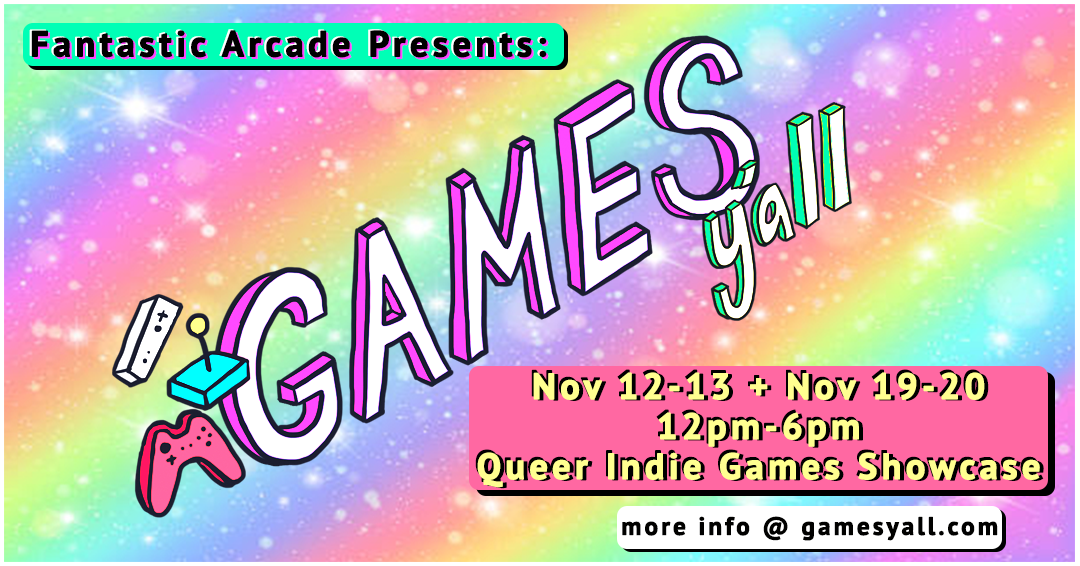 Fantastic Arcade Presents:
GAMES
y'all
Nov 12-13 + Nov 19-20
12pm-6pm
Queer Indie Games Showcase
more info @ gamesyall.com